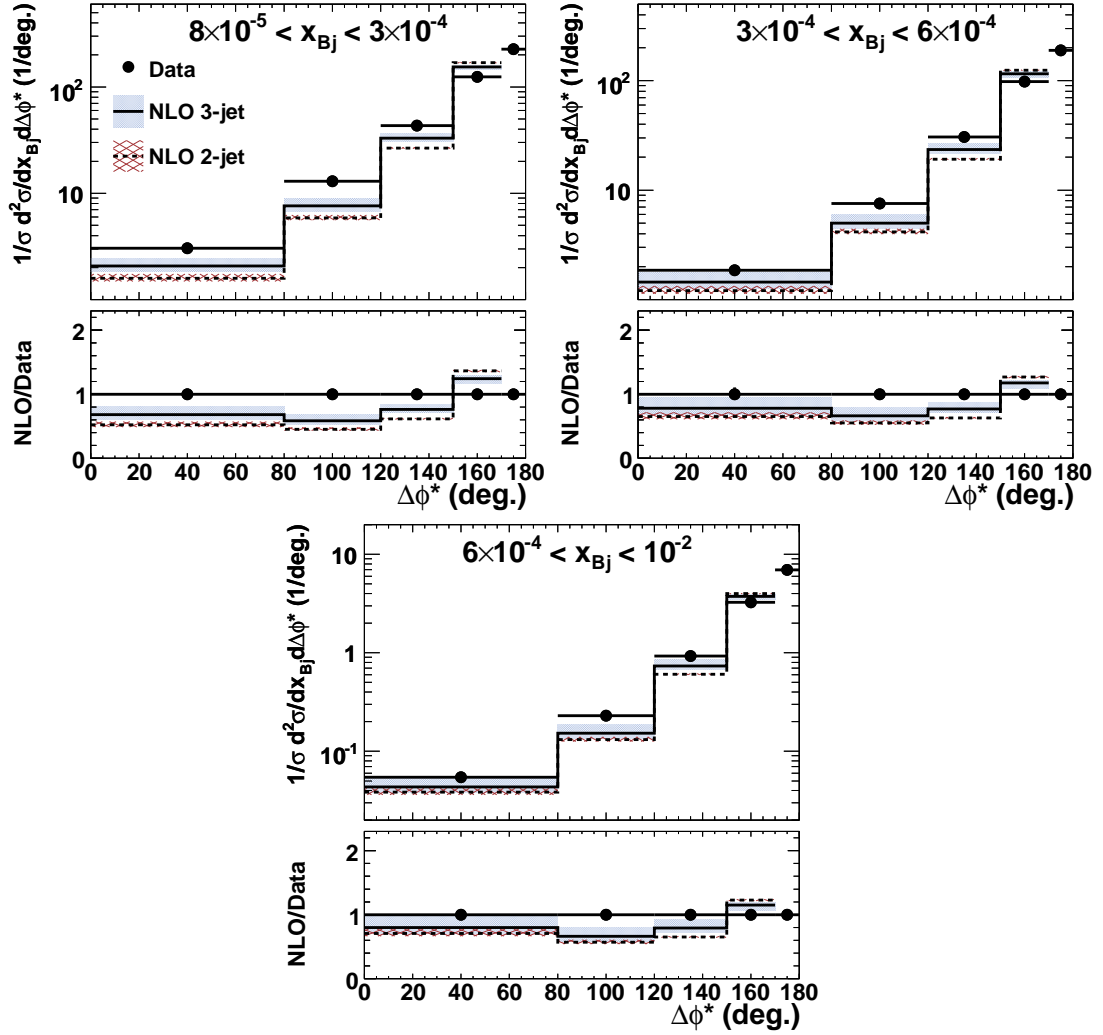 8×10⁻⁵ < x_Bj < 3×10⁻⁴
1/σ d²σ/dx_Bj dΔφ* (1/deg.)
10²
10
Data
NLO 3-jet
NLO 2-jet
NLO/Data
2
1
0
0 20 40 60 80 100 120 140 160 180
Δφ* (deg.)
3×10⁻⁴ < x_Bj < 6×10⁻⁴
1/σ d²σ/dx_Bj dΔφ* (1/deg.)
10²
10
NLO/Data
2
1
0
0 20 40 60 80 100 120 140 160 180
Δφ* (deg.)
6×10⁻⁴ < x_Bj < 10⁻²
1/σ d²σ/dx_Bj dΔφ* (1/deg.)
10
1
10⁻¹
NLO/Data
2
1
0
0 20 40 60 80 100 120 140 160 180
Δφ* (deg.)